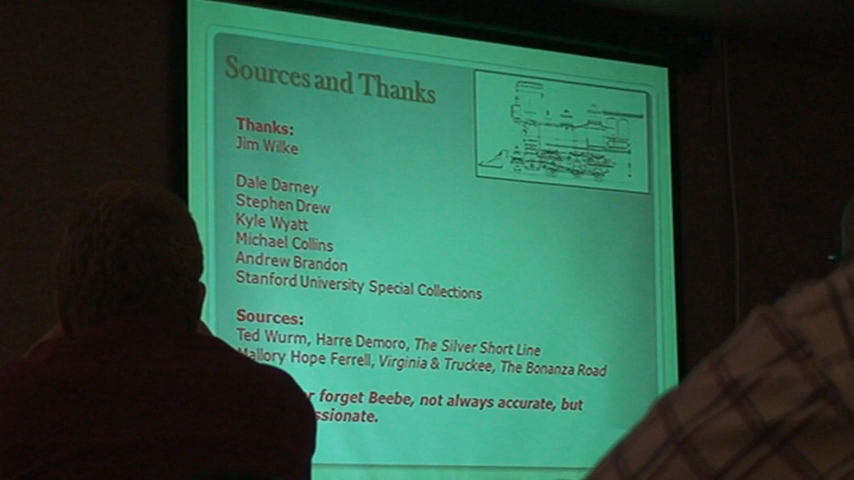 Sources and Thanks
Thanks:
Jim Wilke
Dale Darney
Stephen Drew
Kyle Wyatt
Michael Collins
Andrew Brandon
Stanford University Special Collections
Sources:
Ted Wurm, Harre Demoro, The Silver Short Line
Mallory Hope Ferrell, Virginia & Truckee, The Bonanza Road
forget Beebe, not always accurate, but